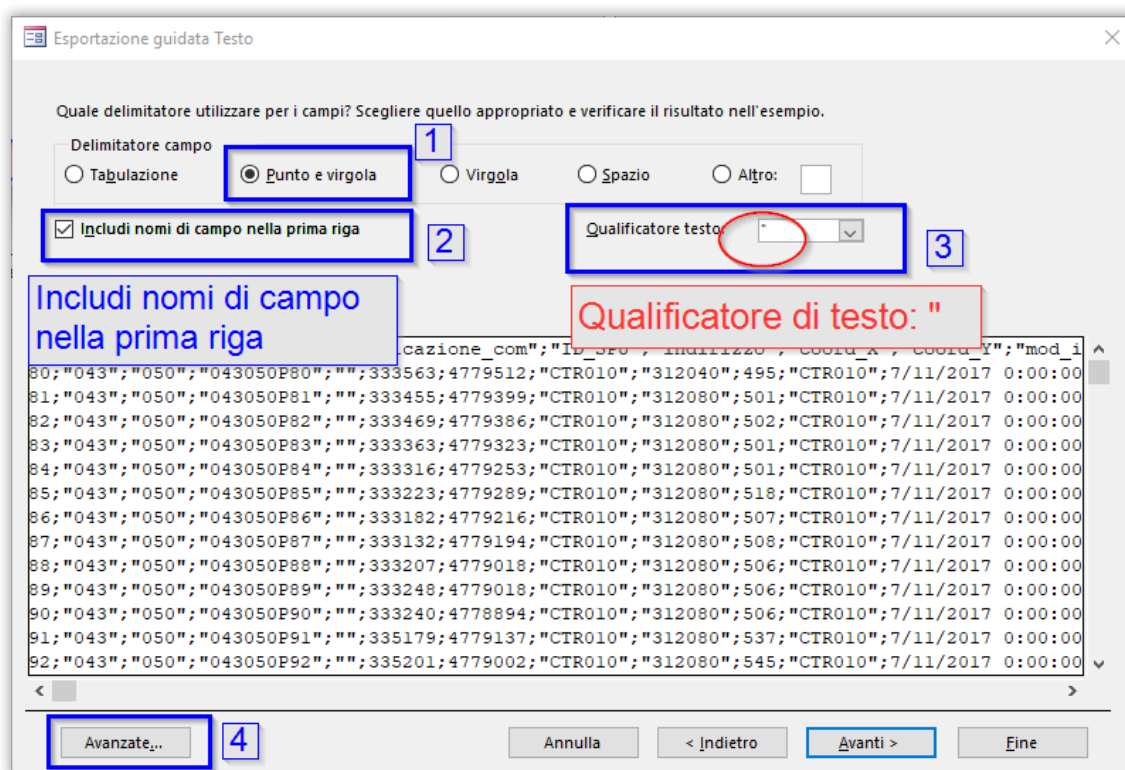 Esportazione guidata Testo
Quale delimitatore utilizzare per i campi? Scegliere quello appropriato e verificare il risultato nell'esempio.
Delimitatore campo
1
Tabulazione
Punto e virgola
Virgola
Spazio
Altro:
Includi nomi di campo nella prima riga
2
Qualificatore testo:
"
3
Includi nomi di campo
nella prima riga
Qualificatore di testo: "
icazione_com";"ID_SPU";"Indirizzo";"Coord_X";"Coord_Y";"mod_i
80;"043";"050";"043050P80";"";333563;4779512;"CTR010";"312040";495;"CTR010";7/11/2017 0:00:00
81;"043";"050";"043050P81";"";333455;4779399;"CTR010";"312080";501;"CTR010";7/11/2017 0:00:00
82;"043";"050";"043050P82";"";333469;4779386;"CTR010";"312080";502;"CTR010";7/11/2017 0:00:00
83;"043";"050";"043050P83";"";333363;4779323;"CTR010";"312080";501;"CTR010";7/11/2017 0:00:00
84;"043";"050";"043050P84";"";333316;4779253;"CTR010";"312080";501;"CTR010";7/11/2017 0:00:00
85;"043";"050";"043050P85";"";333223;4779289;"CTR010";"312080";518;"CTR010";7/11/2017 0:00:00
86;"043";"050";"043050P86";"";333182;4779216;"CTR010";"312080";507;"CTR010";7/11/2017 0:00:00
87;"043";"050";"043050P87";"";333132;4779194;"CTR010";"312080";508;"CTR010";7/11/2017 0:00:00
88;"043";"050";"043050P88";"";333207;4779018;"CTR010";"312080";506;"CTR010";7/11/2017 0:00:00
89;"043";"050";"043050P89";"";333248;4779018;"CTR010";"312080";506;"CTR010";7/11/2017 0:00:00
90;"043";"050";"043050P90";"";333240;4778894;"CTR010";"312080";506;"CTR010";7/11/2017 0:00:00
91;"043";"050";"043050P91";"";335179;4779137;"CTR010";"312080";537;"CTR010";7/11/2017 0:00:00
92;"043";"050";"043050P92";"";335201;4779002;"CTR010";"312080";545;"CTR010";7/11/2017 0:00:00
Avanzate...
4
Annulla
< Indietro
Avanti >
Fine